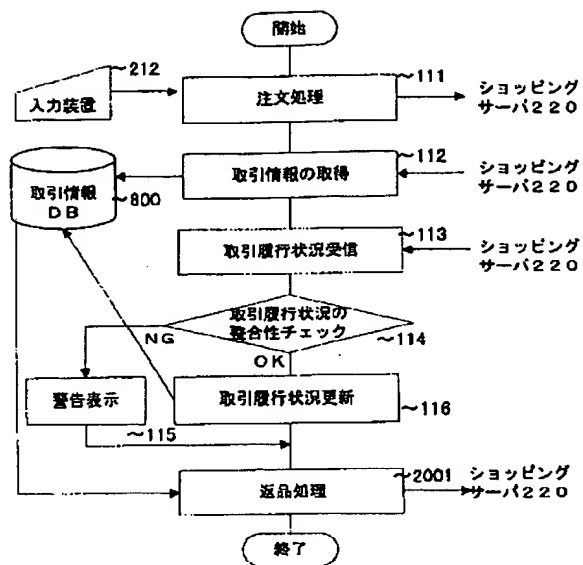 開始
212
入力装置
注文処理
111
ショッピング
サーバ220
取引情報の取得
112
ショッピング
サーバ220
取引情報
DB
800
取引履行状況受信
113
ショッピング
サーバ220
取引履行状況の
整合性チェック
114
NG
OK
警告表示
115
取引履行状況更新
116
返品処理
2001
ショッピング
サーバ220
終了